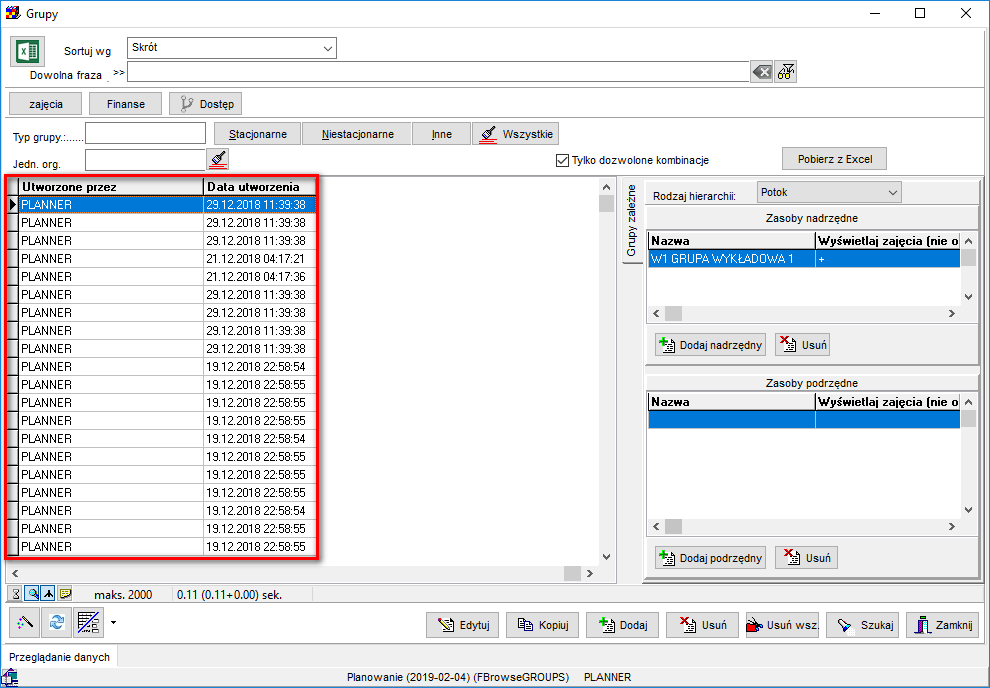 Grupy
Sortuj wg Skrót
Dowolna fraza >>
zajęcia Finanse Dostęp
Typ grupy.:...... Stacjonarne Niestacjonarne Inne Wszystkie
Jedn. org. Tylko dozwolone kombinacje Pobierz z Excel
Utworzone przez Data utworzenia
PLANNER 29.12.2018 11:39:38
PLANNER 29.12.2018 11:39:38
PLANNER 29.12.2018 11:39:38
PLANNER 21.12.2018 04:17:21
PLANNER 21.12.2018 04:17:36
PLANNER 29.12.2018 11:39:38
PLANNER 29.12.2018 11:39:38
PLANNER 29.12.2018 11:39:38
PLANNER 29.12.2018 11:39:38
PLANNER 19.12.2018 22:58:54
PLANNER 19.12.2018 22:58:55
PLANNER 19.12.2018 22:58:55
PLANNER 19.12.2018 22:58:55
PLANNER 19.12.2018 22:58:54
PLANNER 19.12.2018 22:58:55
PLANNER 19.12.2018 22:58:55
PLANNER 19.12.2018 22:58:55
PLANNER 19.12.2018 22:58:54
PLANNER 19.12.2018 22:58:55
PLANNER 19.12.2018 22:58:55
Grupy zależne
Rodzaj hierarchii: Potok
Zasoby nadrzędne
Nazwa Wyświetlaj zajęcia (nie o
W1 GRUPA WYKŁADOWA 1 +
Dodaj nadrzędny Usuń
Zasoby podrzędne
Nazwa Wyświetlaj zajęcia (nie o
Dodaj podrzędny Usuń
maks. 2000 0.11 (0.11+0.00) sek.
Edytuj Kopiuj Dodaj Usuń Usuń wsz. Szukaj Zamknij
Przeglądanie danych
Planowanie (2019-02-04) (FBrowseGROUPS) PLANNER